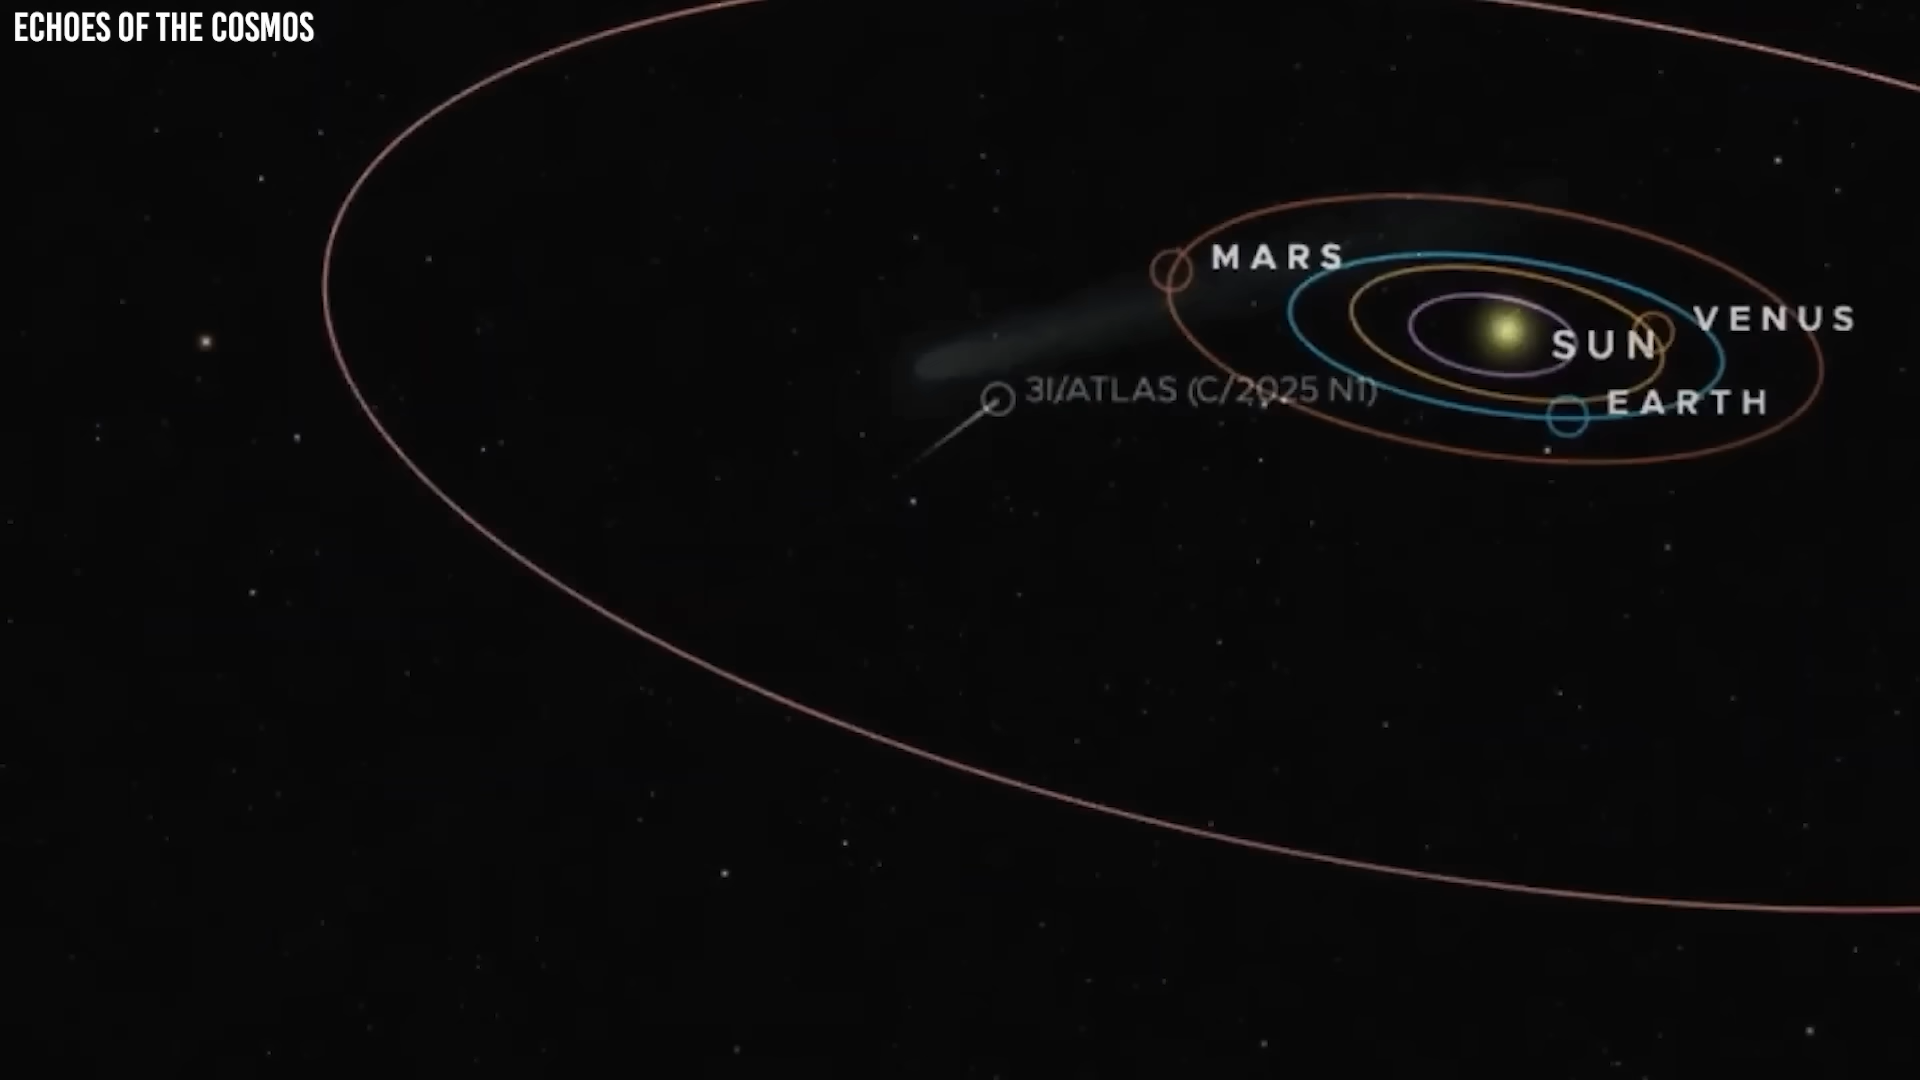 ECHOES OF THE COSMOS
MARS
VENUS
SUN
3I/ATLAS (C/2025 N1)
EARTH